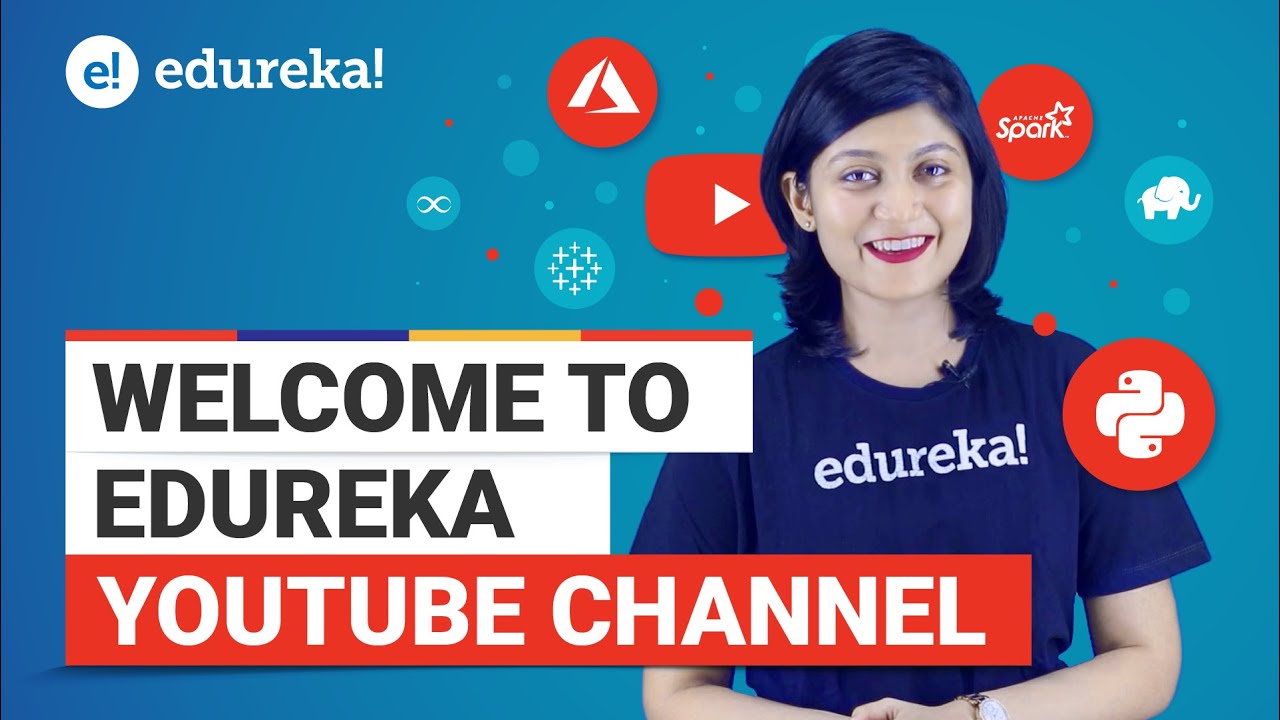 e! edureka!
APACHE
Spark
edureka!
WELCOME TO
EDUREKA
YOUTUBE CHANNEL